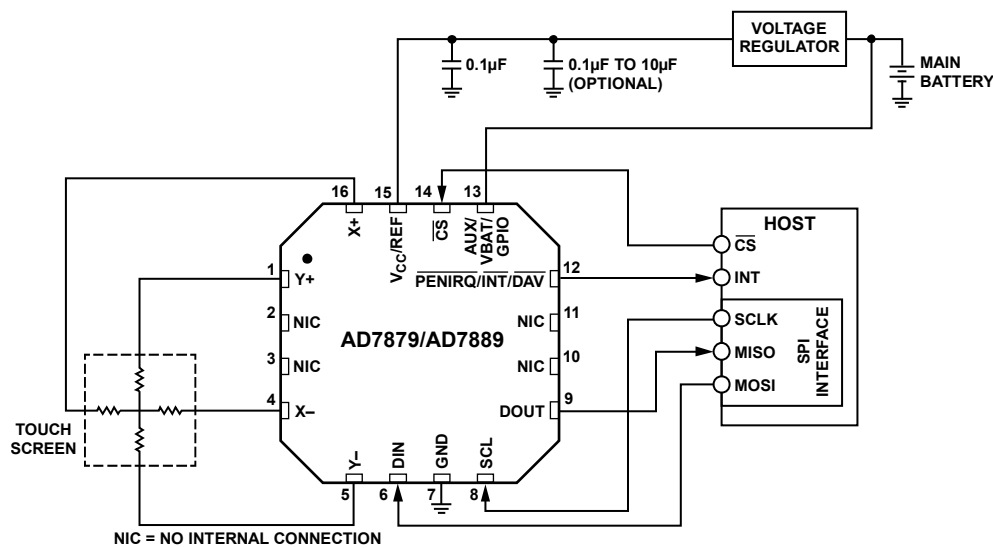 VOLTAGE
REGULATOR
0.1µF
0.1µF TO 10µF
(OPTIONAL)
MAIN
BATTERY
16
15
14
13
X+
VCC/REF
CS
AUX/
VBAT/
GPIO
HOST
CS
INT
SCLK
MISO
MOSI
SPI
INTERFACE
1
Y+
2
NIC
3
NIC
4
X–
AD7879/AD7889
12
PENIRQ/INT/DAV
11
NIC
10
NIC
9
DOUT
TOUCH
SCREEN
Y–
DIN
GND
SCL
5
6
7
8
NIC = NO INTERNAL CONNECTION